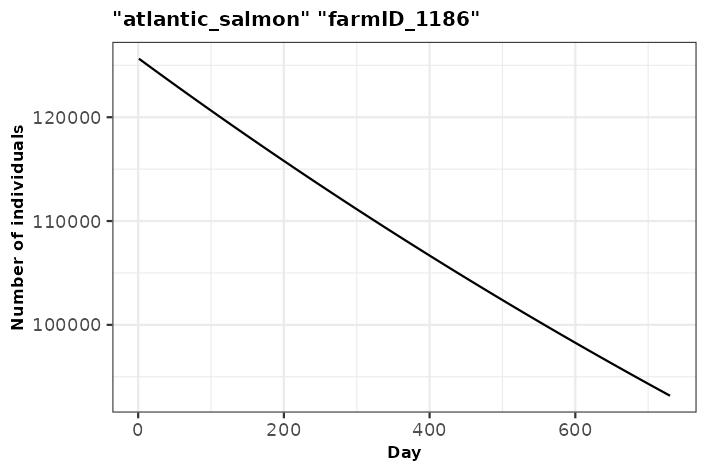 "atlantic_salmon" "farmID_1186"
Number of individuals
120000
110000
100000
0 200 400 600
Day